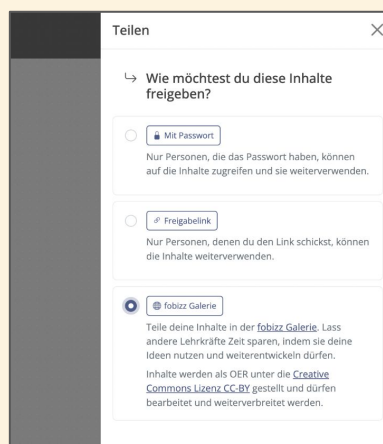 Teilen
Wie möchtest du diese Inhalte
freigeben?
Mit Passwort
Nur Personen, die das Passwort haben, können
auf die Inhalte zugreifen und sie weiterverwenden.
Freigabelink
Nur Personen, denen du den Link schickst, können
die Inhalte weiterverwenden.
fobizz Galerie
Teile deine Inhalte in der fobizz Galerie. Lass
andere Lehrkräfte Zeit sparen, indem sie deine
Ideen nutzen und weiterentwickeln dürfen.
Inhalte werden als OER unter die Creative
Commons Lizenz CC-BY gestellt und dürfen
bearbeitet und weiterverbreitet werden.